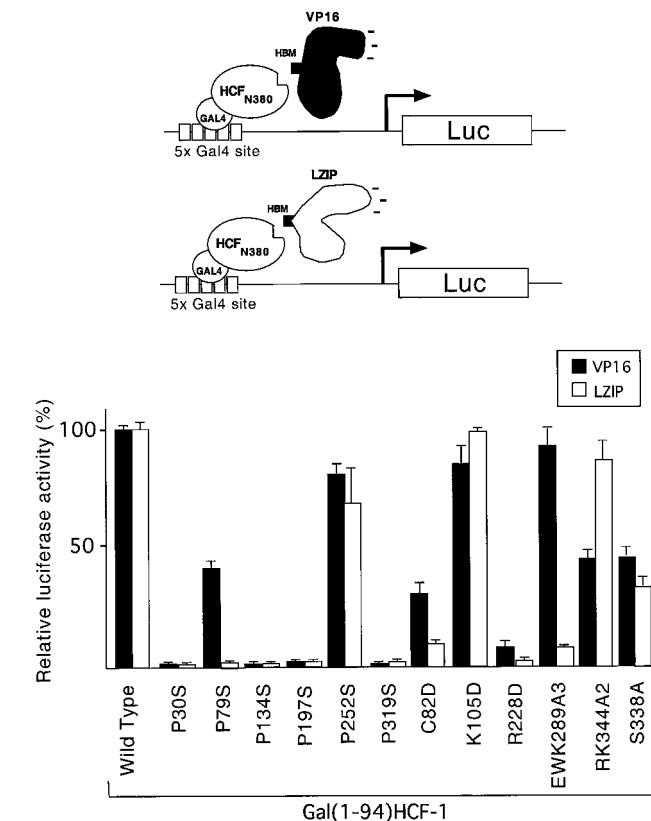 VP16
HBM
HCF N380
GAL4
Luc
5x Gal4 site
LZIP
HBM
HCF N380
GAL4
Luc
5x Gal4 site
VP16
LZIP
Relative luciferase activity (%)
100
50
Wild Type
P30S
P79S
P134S
P197S
P252S
P319S
C82D
K105D
R228D
EWK289A3
RK344A2
S338A
Gal(1-94)HCF-1